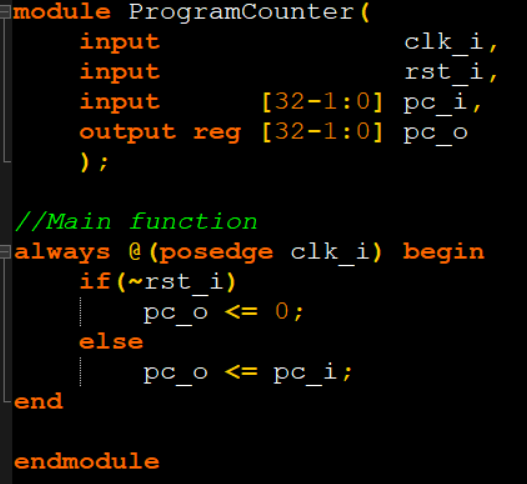 module ProgramCounter(
    input               clk_i,
    input               rst_i,
    input      [32-1:0] pc_i,
    output reg [32-1:0] pc_o
    );

//Main function
always @(posedge clk_i) begin
    if(~rst_i)
        pc_o <= 0;
    else
        pc_o <= pc_i;
end

endmodule